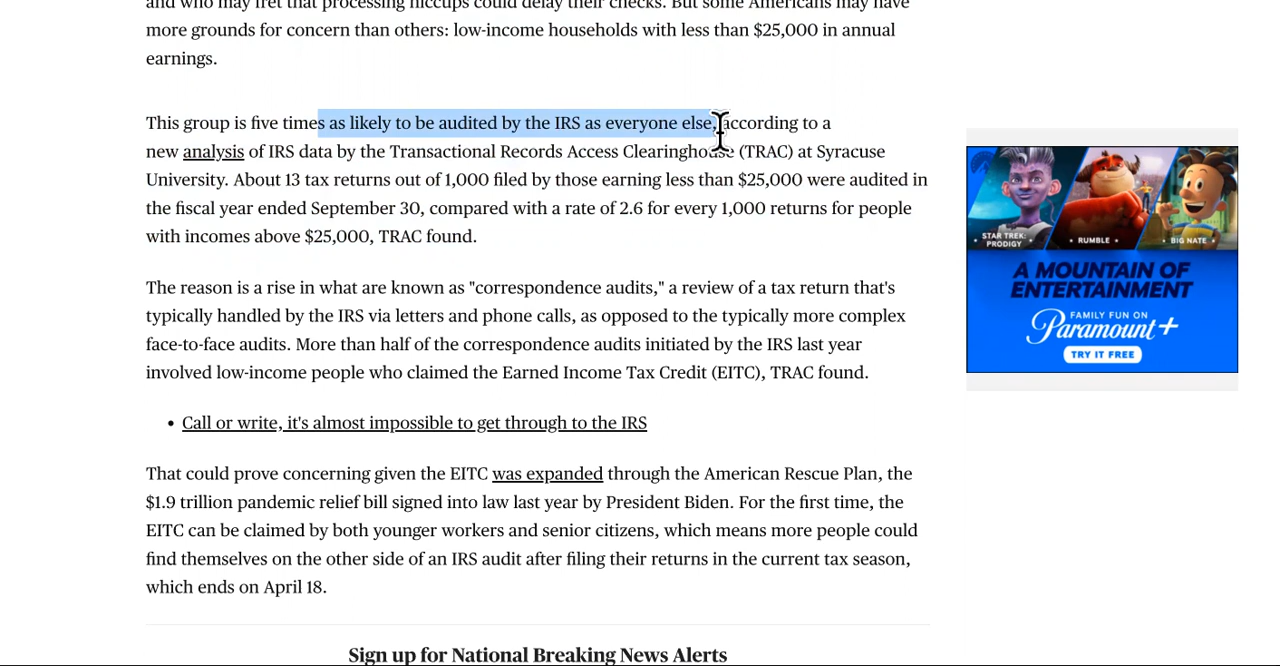 and who may fret that processing hiccups could delay their checks. But some Americans may have
more grounds for concern than others: low-income households with less than $25,000 in annual
earnings.
This group is five times as likely to be audited by the IRS as everyone else, according to a
new analysis of IRS data by the Transactional Records Access Clearinghouse (TRAC) at Syracuse
University. About 13 tax returns out of 1,000 filed by those earning less than $25,000 were audited in
the fiscal year ended September 30, compared with a rate of 2.6 for every 1,000 returns for people
with incomes above $25,000, TRAC found.
The reason is a rise in what are known as "correspondence audits," a review of a tax return that's
typically handled by the IRS via letters and phone calls, as opposed to the typically more complex
face-to-face audits. More than half of the correspondence audits initiated by the IRS last year
involved low-income people who claimed the Earned Income Tax Credit (EITC), TRAC found.
• Call or write, it's almost impossible to get through to the IRS
That could prove concerning given the EITC was expanded through the American Rescue Plan, the
$1.9 trillion pandemic relief bill signed into law last year by President Biden. For the first time, the
EITC can be claimed by both younger workers and senior citizens, which means more people could
find themselves on the other side of an IRS audit after filing their returns in the current tax season,
which ends on April 18.
Sign up for National Breaking News Alerts
• STAR TREK: PRODIGY •
• RUMBLE •
• BIG NATE •
A MOUNTAIN OF
ENTERTAINMENT
FAMILY FUN ON
Paramount+
TRY IT FREE